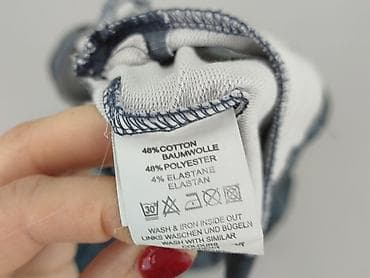 48%COTTON
BAUMWOLLE
48%POLYESTER
4% ELASTANE
ELASTAN
30
WASH & IRON INSIDE OUT
LINKS WASCHEN UND BÜGELN
WASH WITH SIMILAR
COLOURS